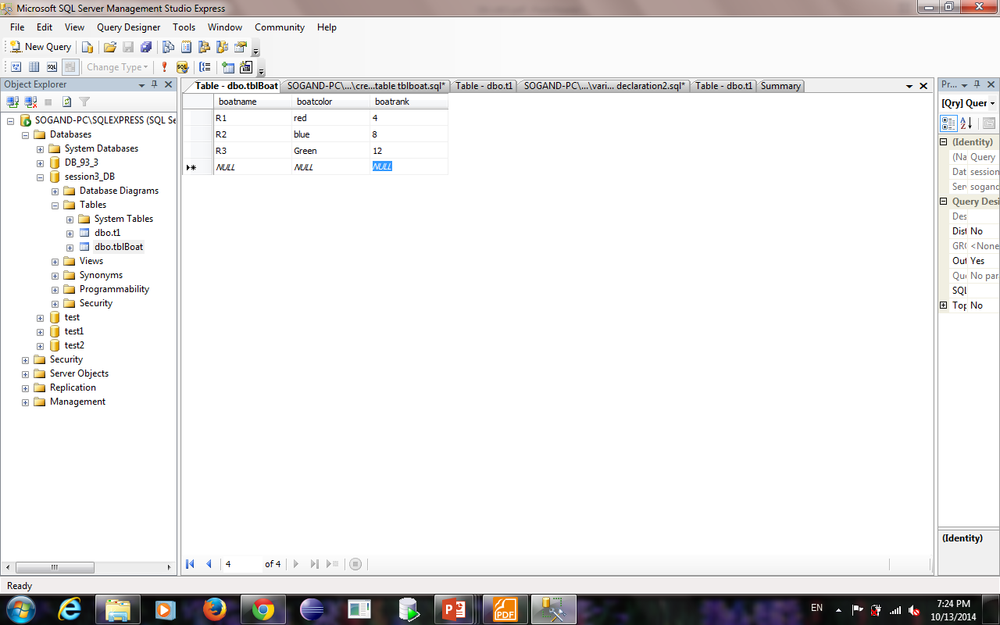 Microsoft SQL Server Management Studio Express
File Edit View Query Designer Tools Window Community Help
New Query
Change Type
Object Explorer
SOGAND-PC\SQLEXPRESS (SQL Se
Databases
System Databases
DB_93_3
session3_DB
Database Diagrams
Tables
System Tables
dbo.t1
dbo.tblBoat
Views
Synonyms
Programmability
Security
test
test1
test2
Security
Server Objects
Replication
Management
Table - dbo.tblBoat SOGAND-PC\...\cre...table tblboat.sql* Table - dbo.t1 SOGAND-PC\...\vari... declaration2.sql* Table - dbo.t1 Summary
boatname boatcolor boatrank
R1 red 4
R2 blue 8
R3 Green 12
NULL NULL NULL
4 of 4
Pr...
[Qry] Quer
(Identity)
(Na Query
Dat session
Ser sogand
Query Desi
Des
Dist No
GRO <None
Out Yes
Que No par
SQL
Top No
(Identity)
Ready
EN
7:24 PM
10/13/2014